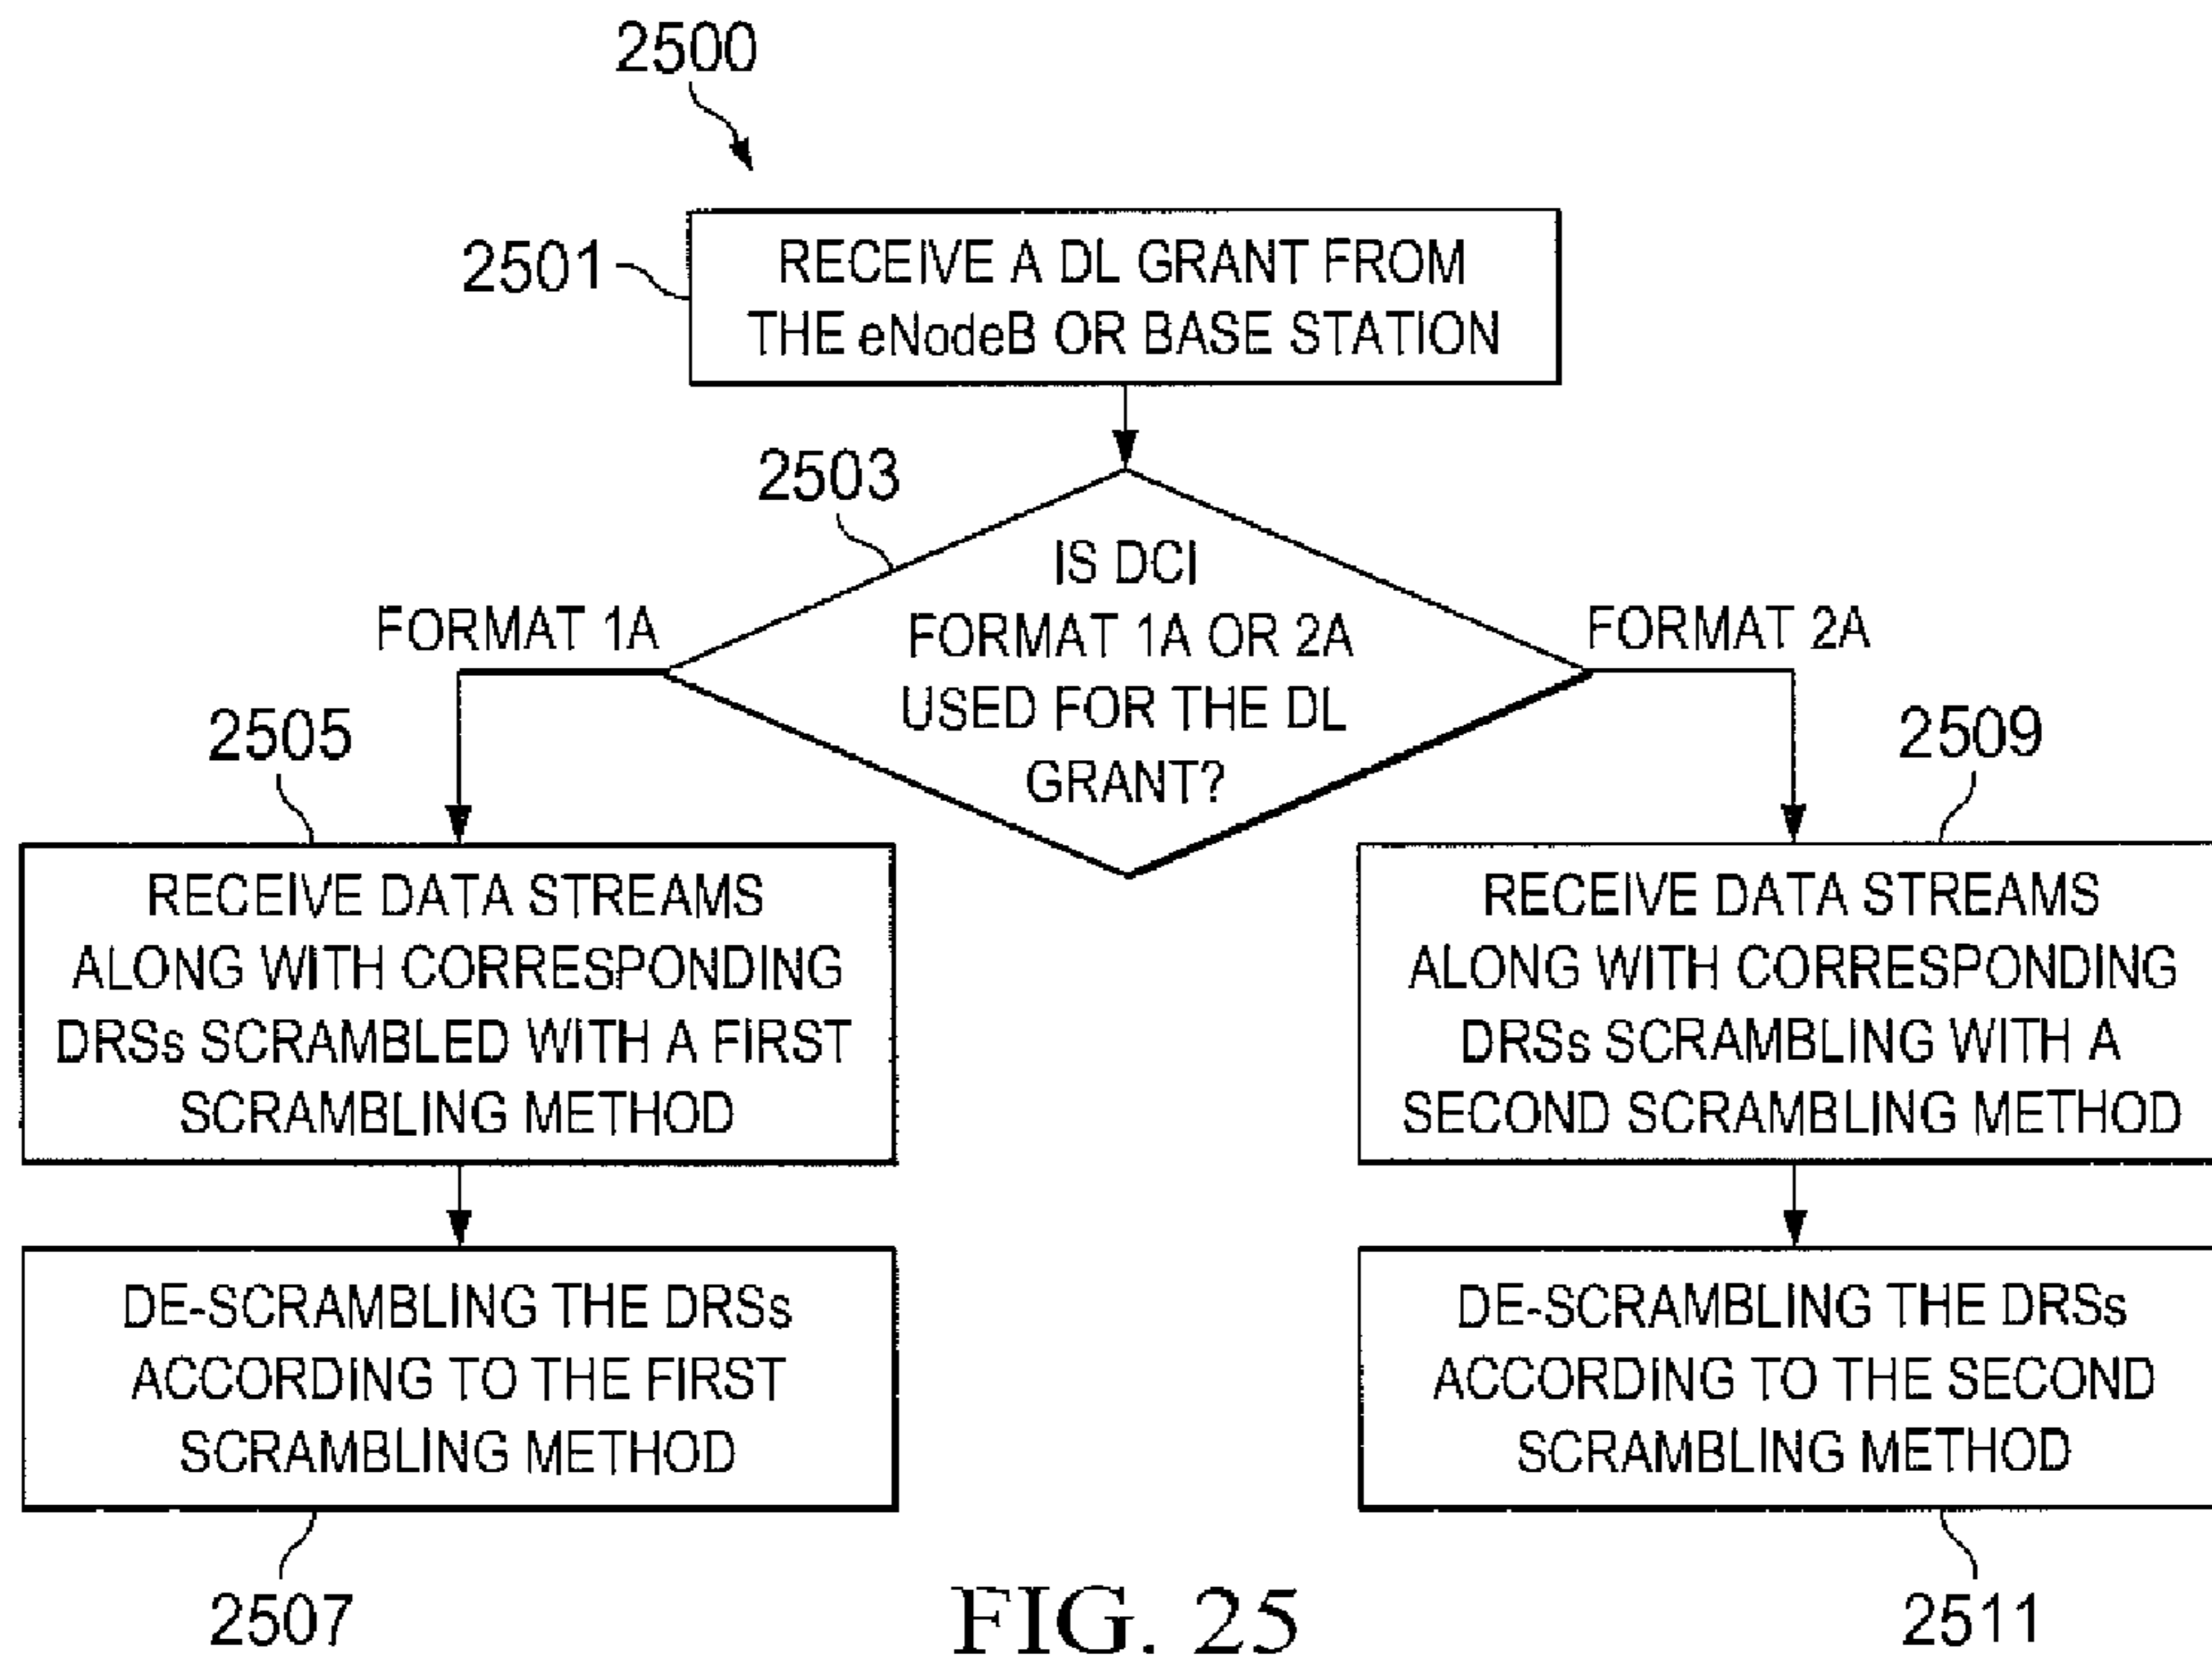 2500
2501
RECEIVE A DL GRANT FROM
THE eNodeB OR BASE STATION
2503
IS DCI
FORMAT 1A OR 2A
USED FOR THE DL
GRANT?
FORMAT 1A
FORMAT 2A
2505
RECEIVE DATA STREAMS
ALONG WITH CORRESPONDING
DRSs SCRAMBLED WITH A FIRST
SCRAMBLING METHOD
2509
RECEIVE DATA STREAMS
ALONG WITH CORRESPONDING
DRSs SCRAMBLING WITH A
SECOND SCRAMBLING METHOD
DE-SCRAMBLING THE DRSs
ACCORDING TO THE FIRST
SCRAMBLING METHOD
2507
DE-SCRAMBLING THE DRSs
ACCORDING TO THE SECOND
SCRAMBLING METHOD
2511
FIG. 25